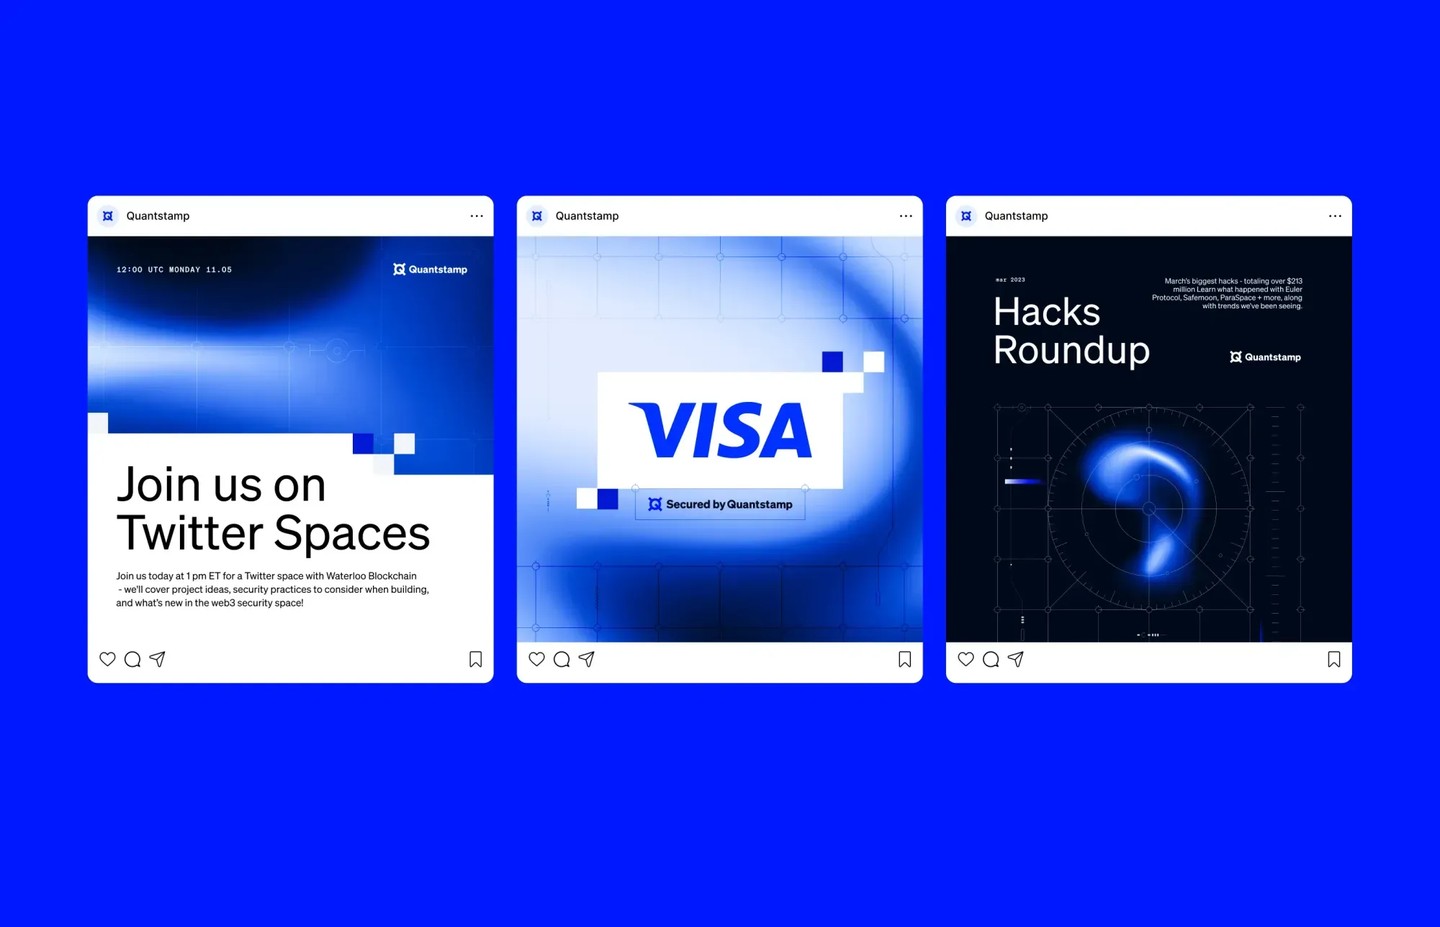 Quantstamp
12:00 UTC MONDAY 11.05
Quantstamp
Join us on
Twitter Spaces
Join us today at 1 pm ET for a Twitter space with Waterloo Blockchain
- we'll cover project ideas, security practices to consider when building,
and what's new in the web3 security space!
Quantstamp
VISA
Secured by Quantstamp
Quantstamp
mar 2023
Hacks
Roundup
March's biggest hacks - totaling over $213
million Learn what happened with Euler
Protocol, Safemoon, ParaSpace + more, along
with trends we've been seeing.
Quantstamp